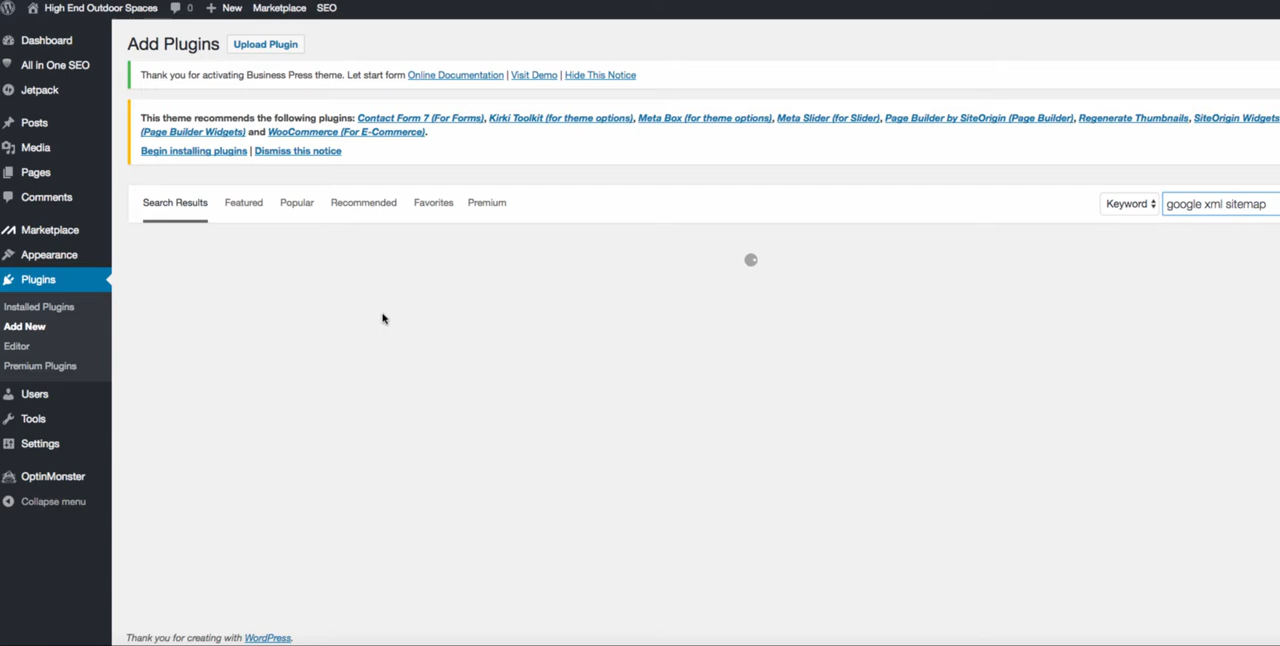 High End Outdoor Spaces 0 New Marketplace SEO
Dashboard
All in One SEO
Jetpack
Posts
Media
Pages
Comments
Marketplace
Appearance
Plugins
Installed Plugins
Add New
Editor
Premium Plugins
Users
Tools
Settings
OptinMonster
Collapse menu
Add Plugins Upload Plugin
Thank you for activating Business Press theme. Let start form Online Documentation | Visit Demo | Hide This Notice
This theme recommends the following plugins: Contact Form 7 (For Forms), Kirki Toolkit (for theme options), Meta Box (for theme options), Meta Slider (for Slider), Page Builder by SiteOrigin (Page Builder), Regenerate Thumbnails, SiteOrigin Widgets
(Page Builder Widgets) and WooCommerce (For E-Commerce).
Begin installing plugins | Dismiss this notice
Search Results Featured Popular Recommended Favorites Premium Keyword google xml sitemap
Thank you for creating with WordPress.